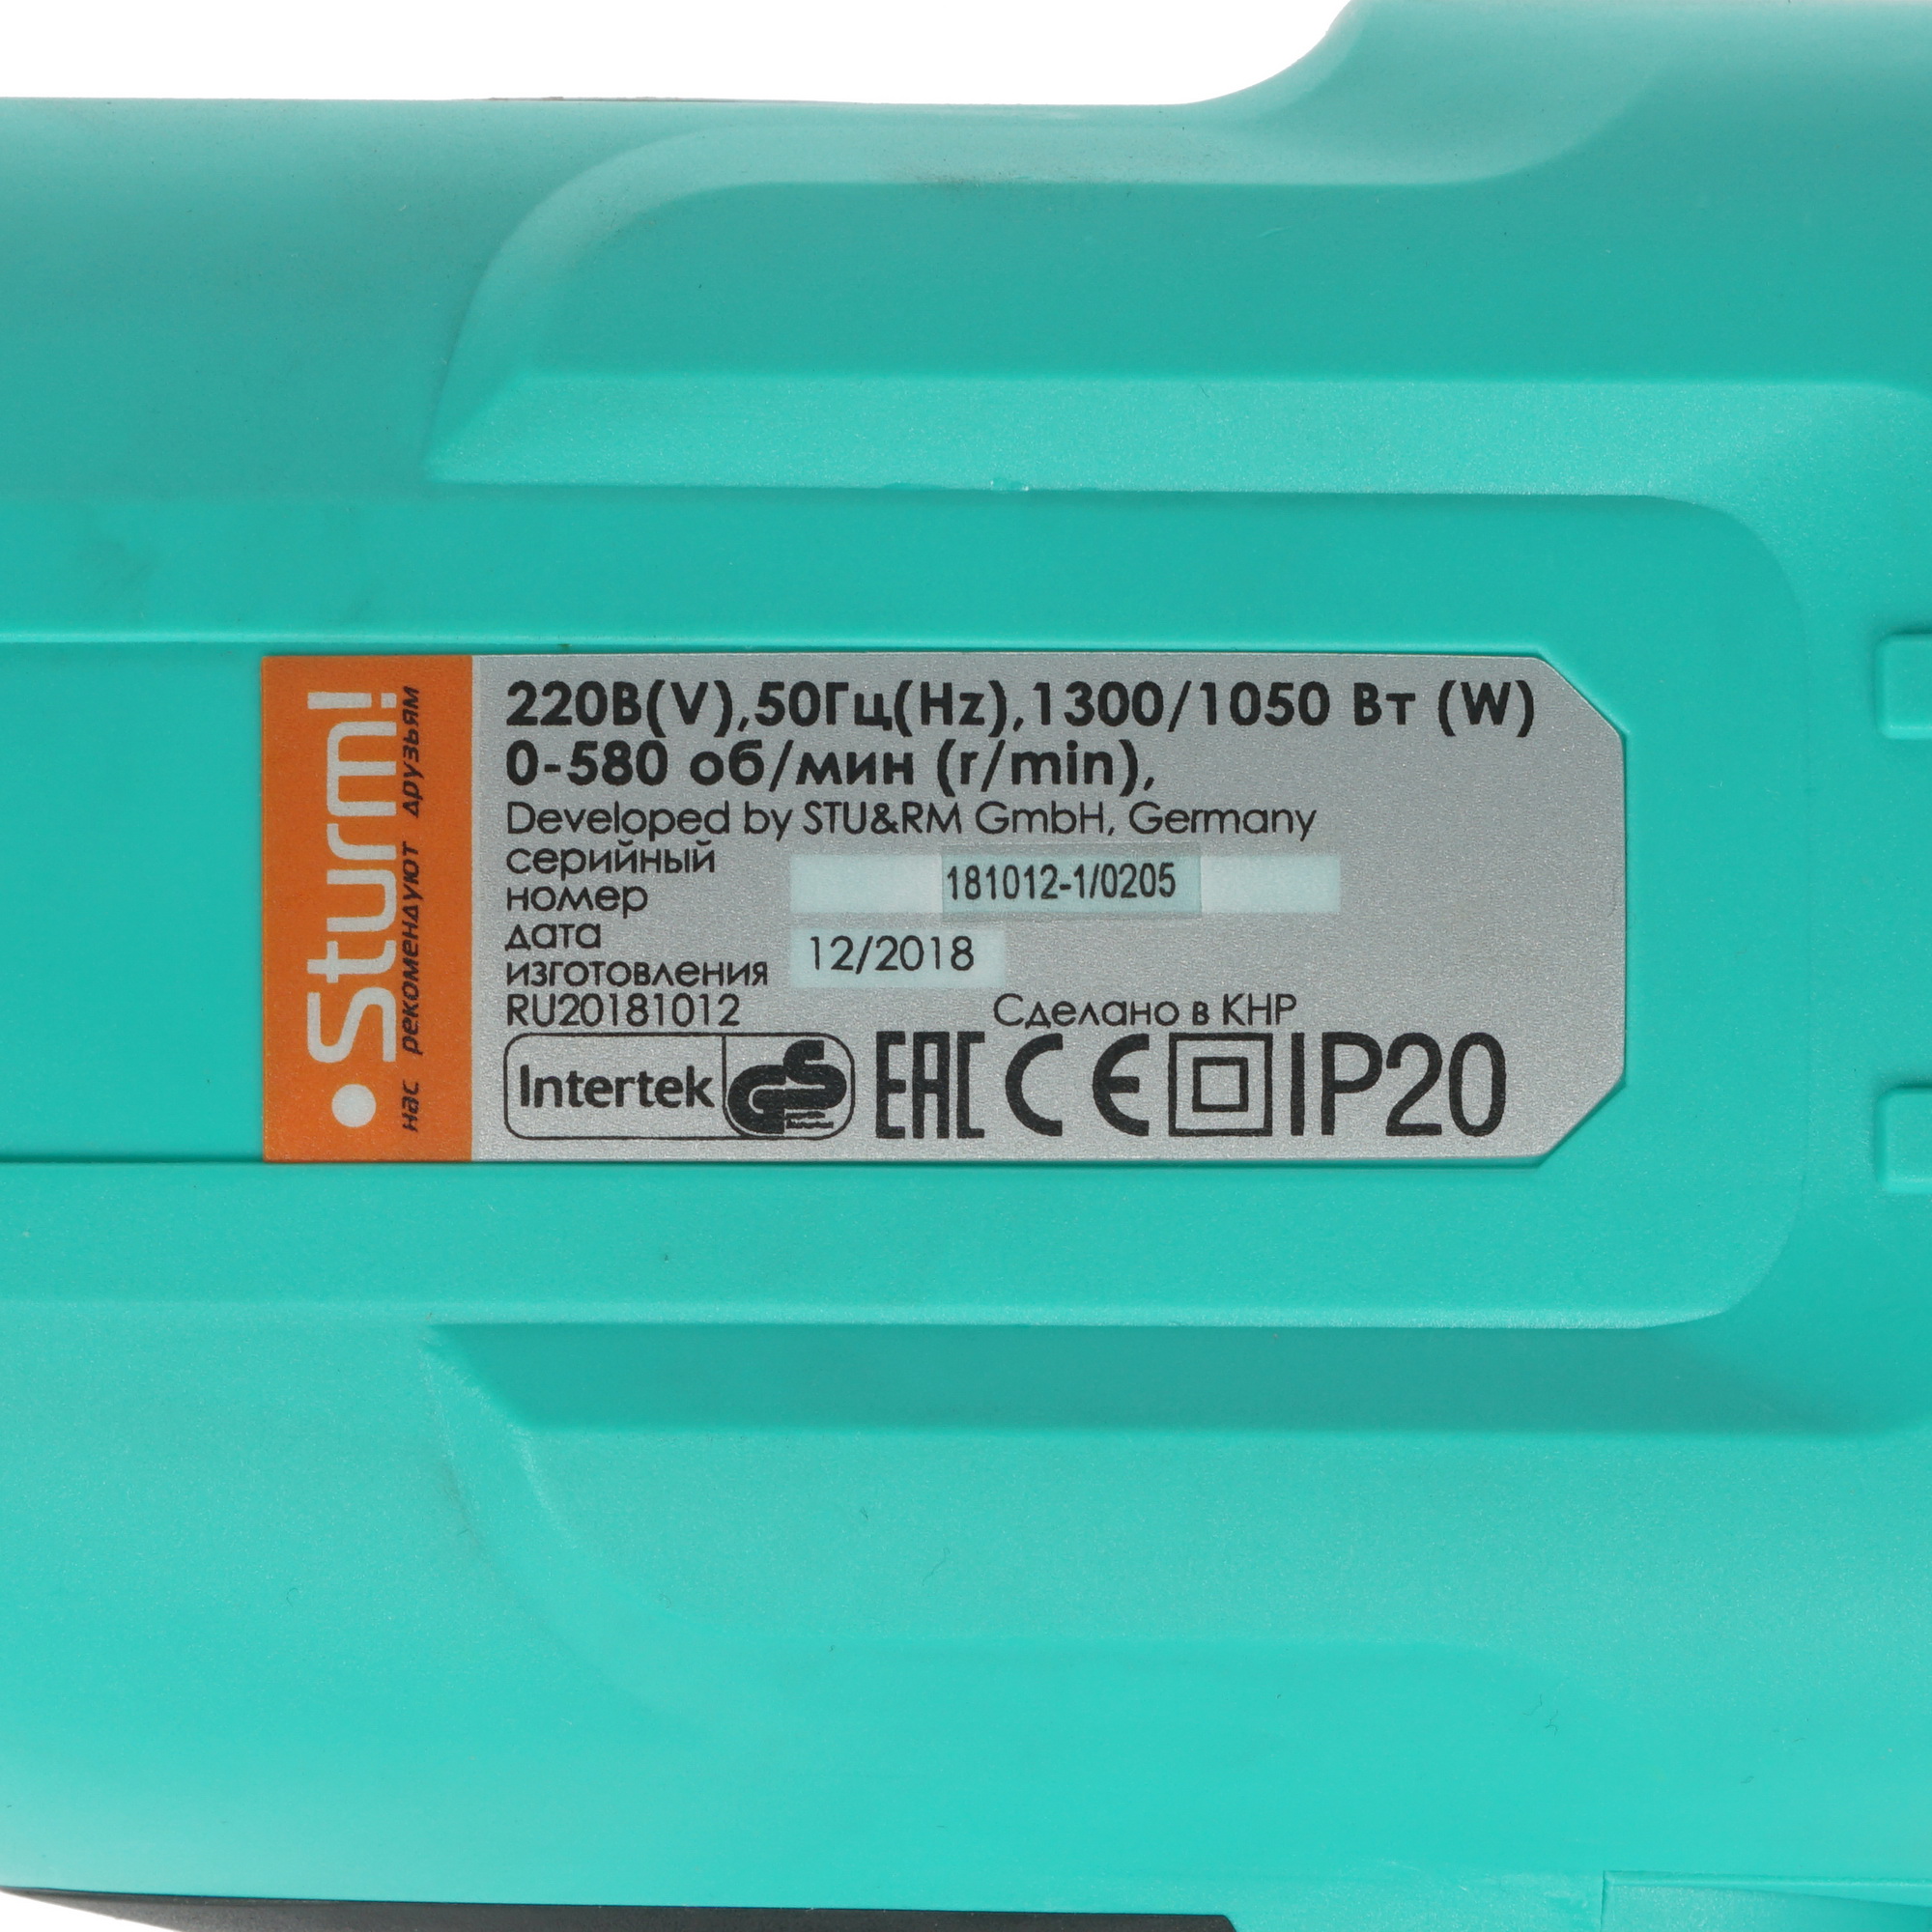 Sturm!
нас рекомендуют друзьям
220В(V),50Гц(Hz),1300/1050 Вт (W)
0-580 об/мин (r/min),
Developed by STU&RM GmbH, Germany
серийный
номер 181012-1/0205
дата
изготовления 12/2018
RU20181012 Сделано в КНР
Intertek GS EAC CE IP20